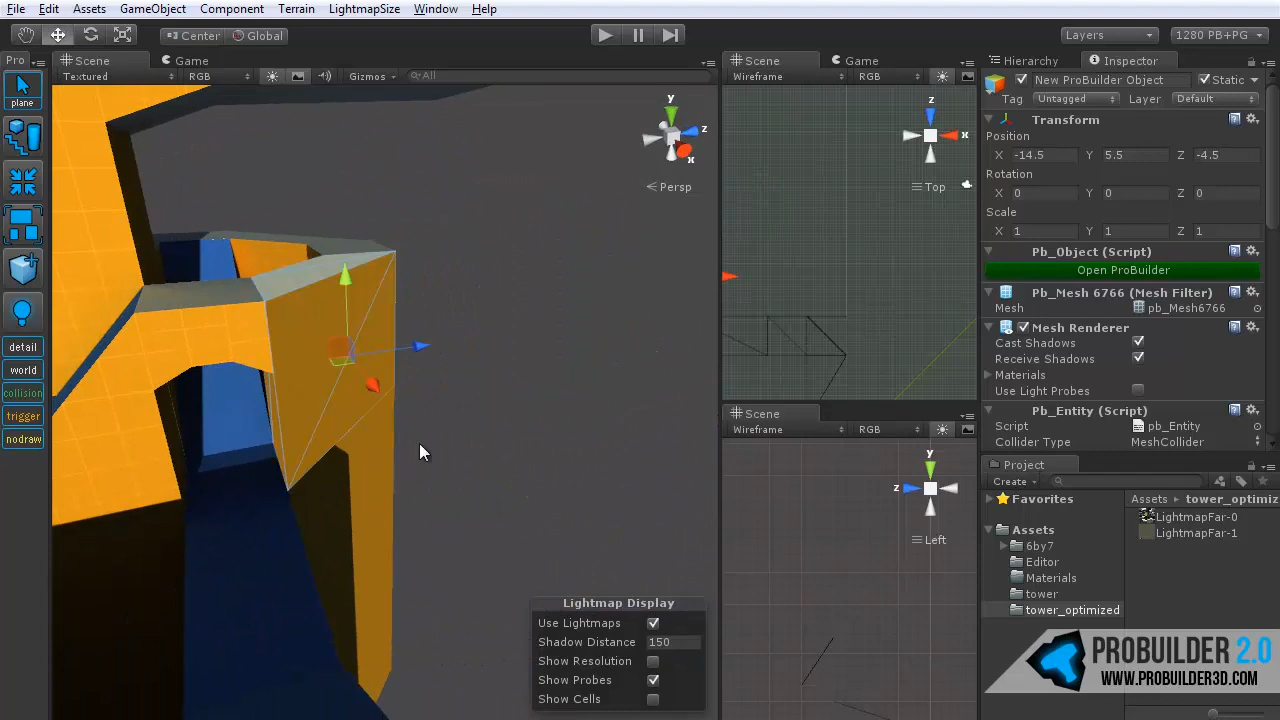 File Edit Assets GameObject Component Terrain LightmapSize Window Help
Center Global Layers 1280 PB+PG
Pro Scene Game Scene Game Hierarchy Inspector
Textured RGB Gizmos All Wireframe RGB New ProBuilder Object Static
plane
Tag Untagged Layer Default
y z x Persp
z x Top
Transform
Position
X -14.5 Y 5.5 Z -4.5
Rotation
X 0 Y 0 Z 0
Scale
X 1 Y 1 Z 1
Pb_Object (Script)
Open ProBuilder
Pb_Mesh 6766 (Mesh Filter)
Mesh pb_Mesh6766
Mesh Renderer
Cast Shadows
Receive Shadows
Materials
Use Light Probes
Pb_Entity (Script)
Script pb_Entity
Collider Type MeshCollider
detail
world
collision
trigger
nodraw
Scene
Wireframe RGB
y z Left
Project
Create
Favorites
Assets
6by7
Editor
Materials
tower
tower_optimized
Assets tower_optimiz
LightmapFar-0
LightmapFar-1
Lightmap Display
Use Lightmaps
Shadow Distance 150
Show Resolution
Show Probes
Show Cells
PROBUILDER 2.0
WWW.PROBUILDER3D.COM